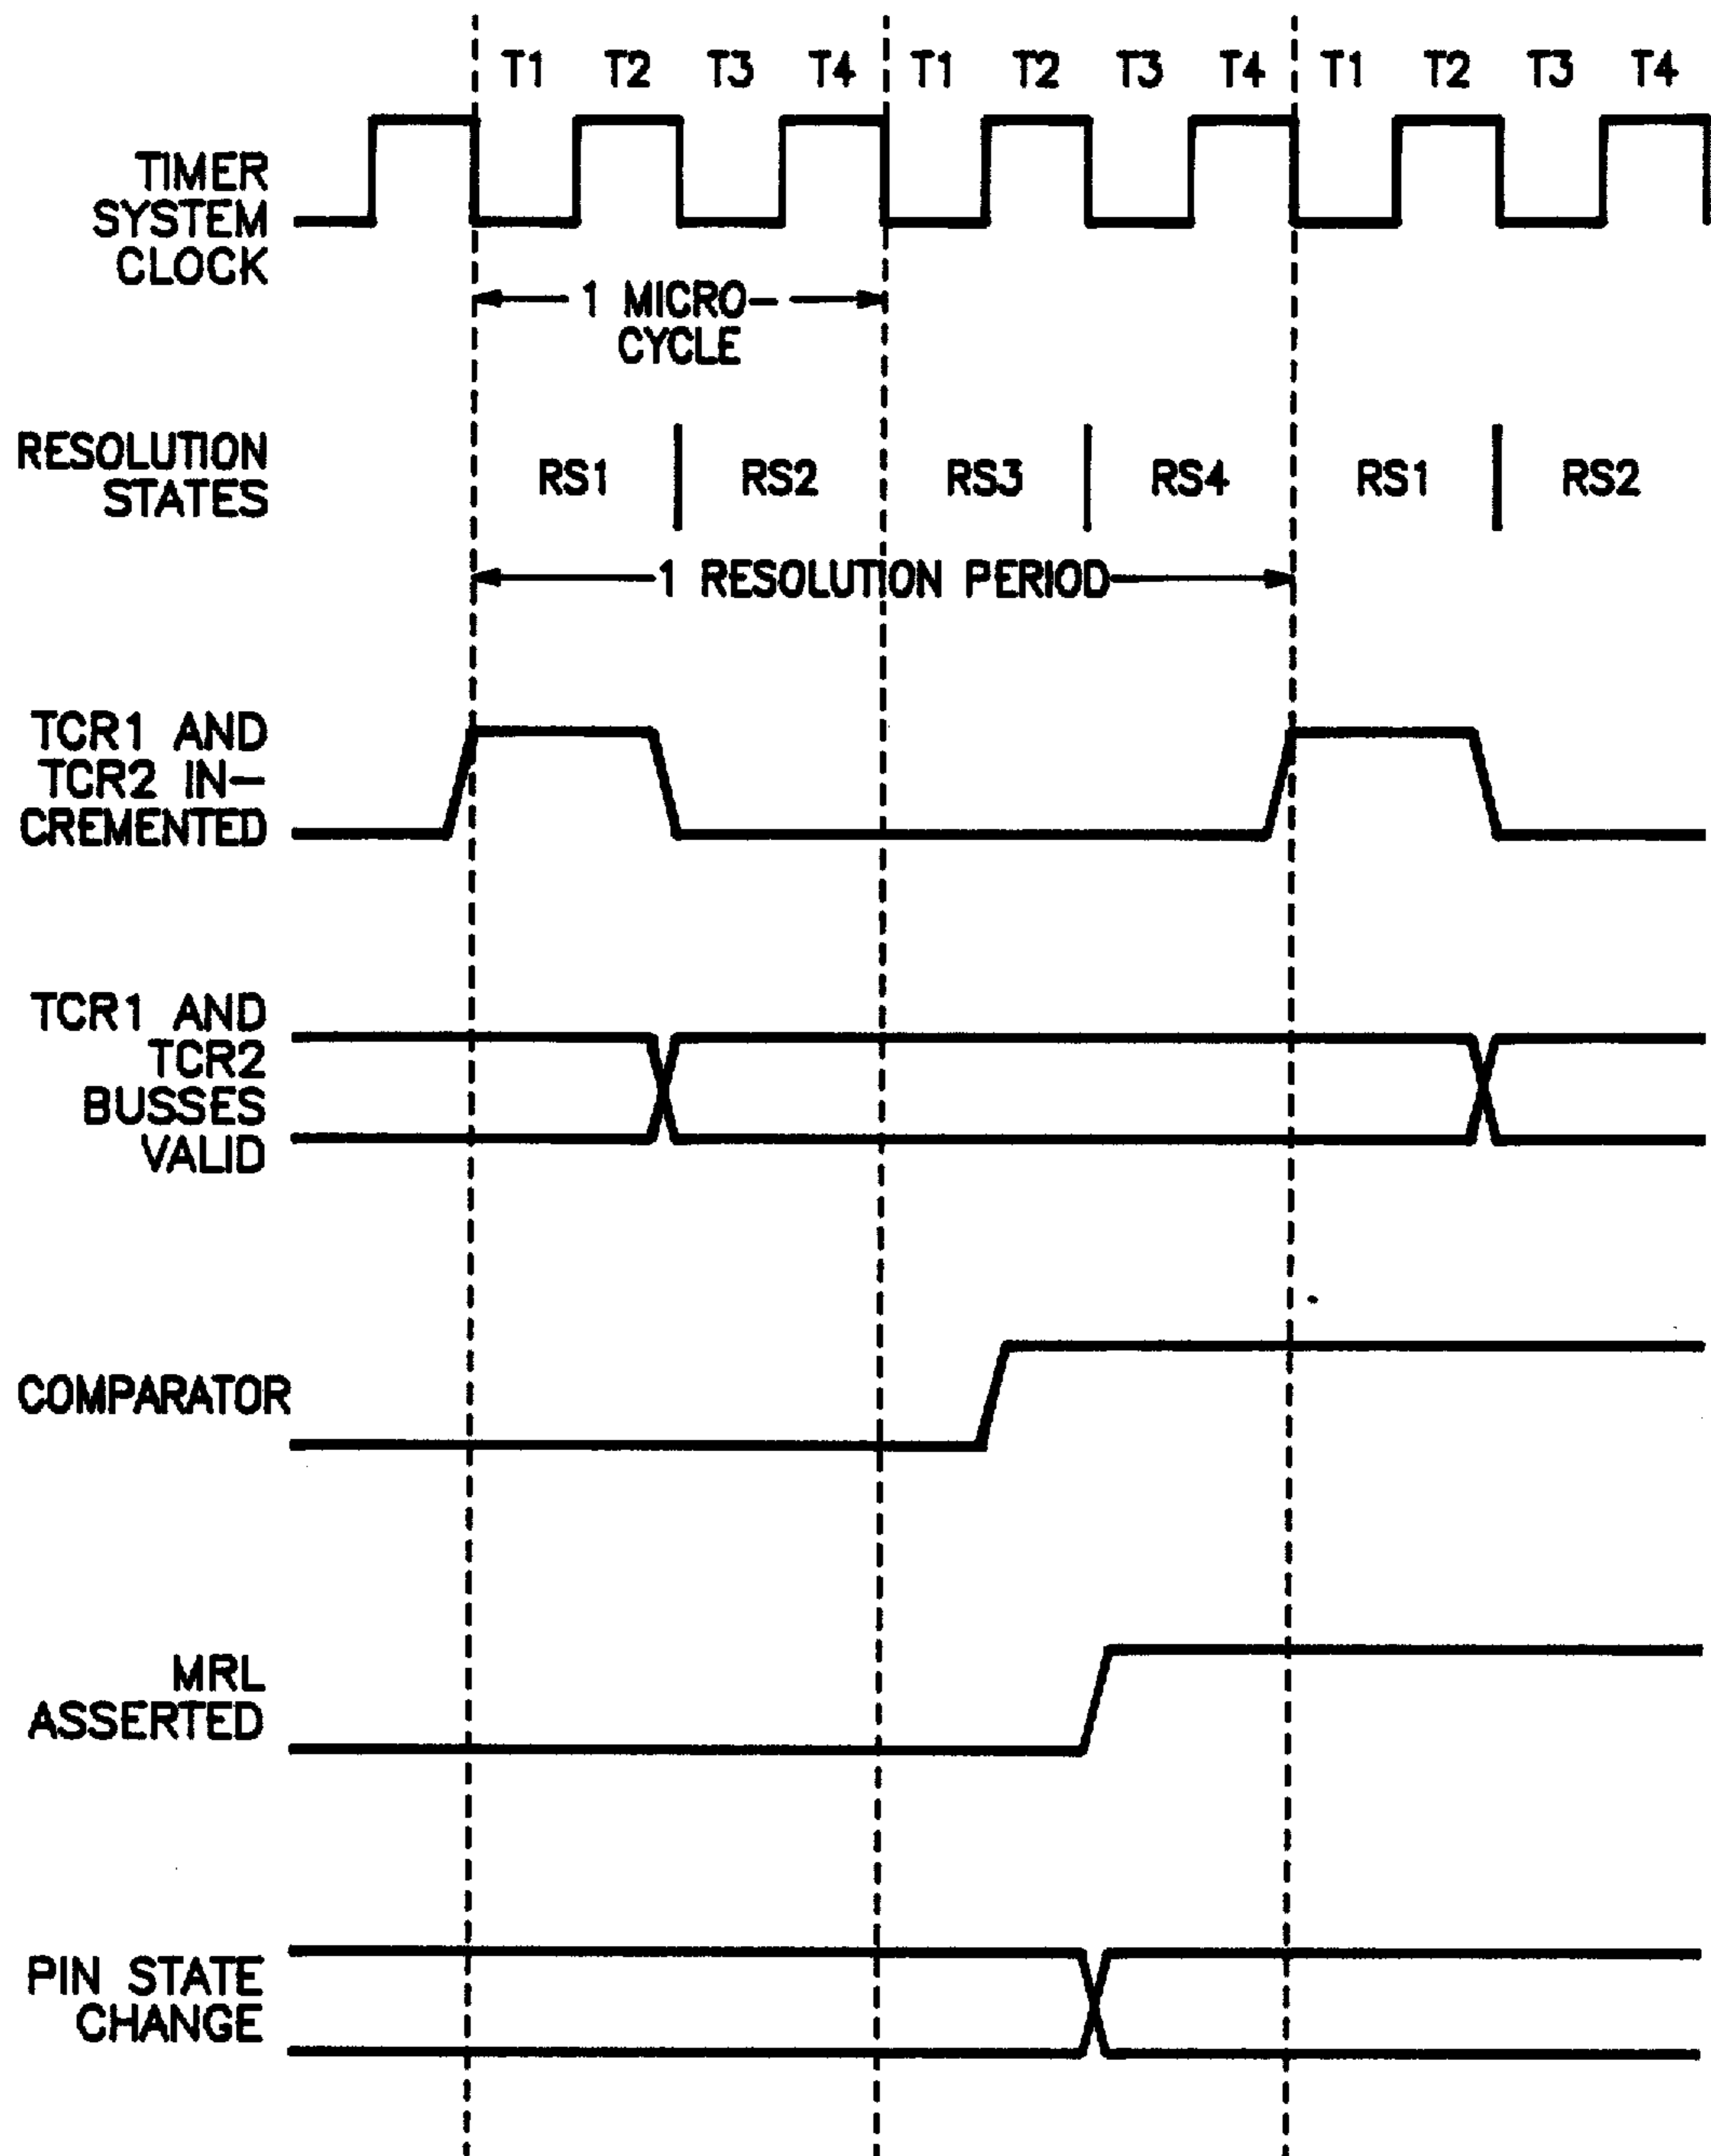 T1 T2 T3 T4 T1 T2 T3 T4 T1 T2 T3 T4
TIMER
SYSTEM
CLOCK
1 MICRO-
CYCLE
RESOLUTION
STATES
RS1 RS2 RS3 RS4 RS1 RS2
1 RESOLUTION PERIOD
TCR1 AND
TCR2 IN-
CREMENTED
TCR1 AND
TCR2
BUSSES
VALID
COMPARATOR
MRL
ASSERTED
PIN STATE
CHANGE